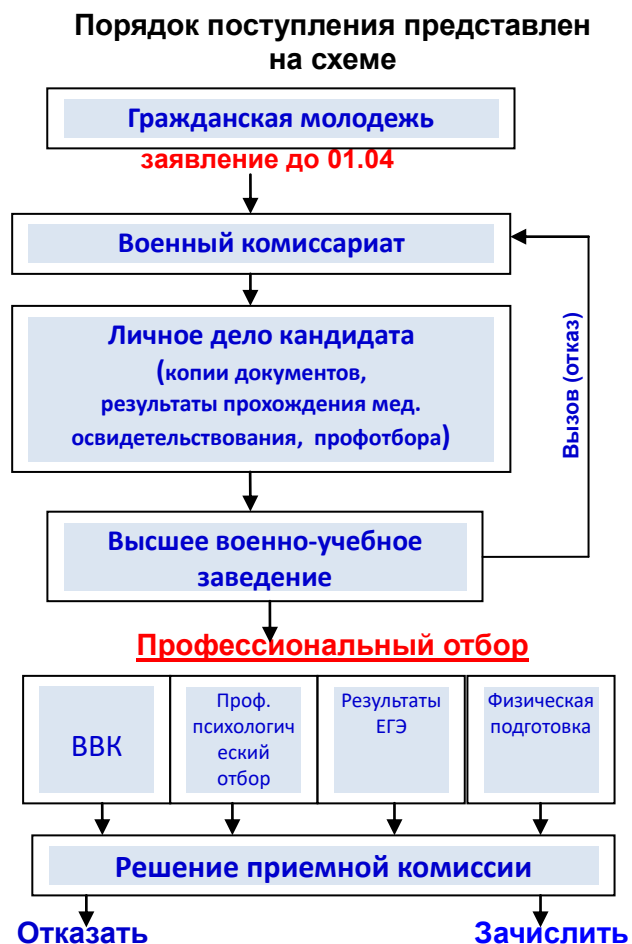 Порядок поступления представлен
на схеме
Гражданская молодежь
заявление до 01.04
Военный комиссариат
Личное дело кандидата
(копии документов,
результаты прохождения мед.
освидетельствования, профотбора)
Вызов (отказ)
Высшее военно-учебное
заведение
Профессиональный отбор
ВВК
Проф.
психологич
еский
отбор
Результаты
ЕГЭ
Физическая
подготовка
Решение приемной комиссии
Отказать
Зачислить